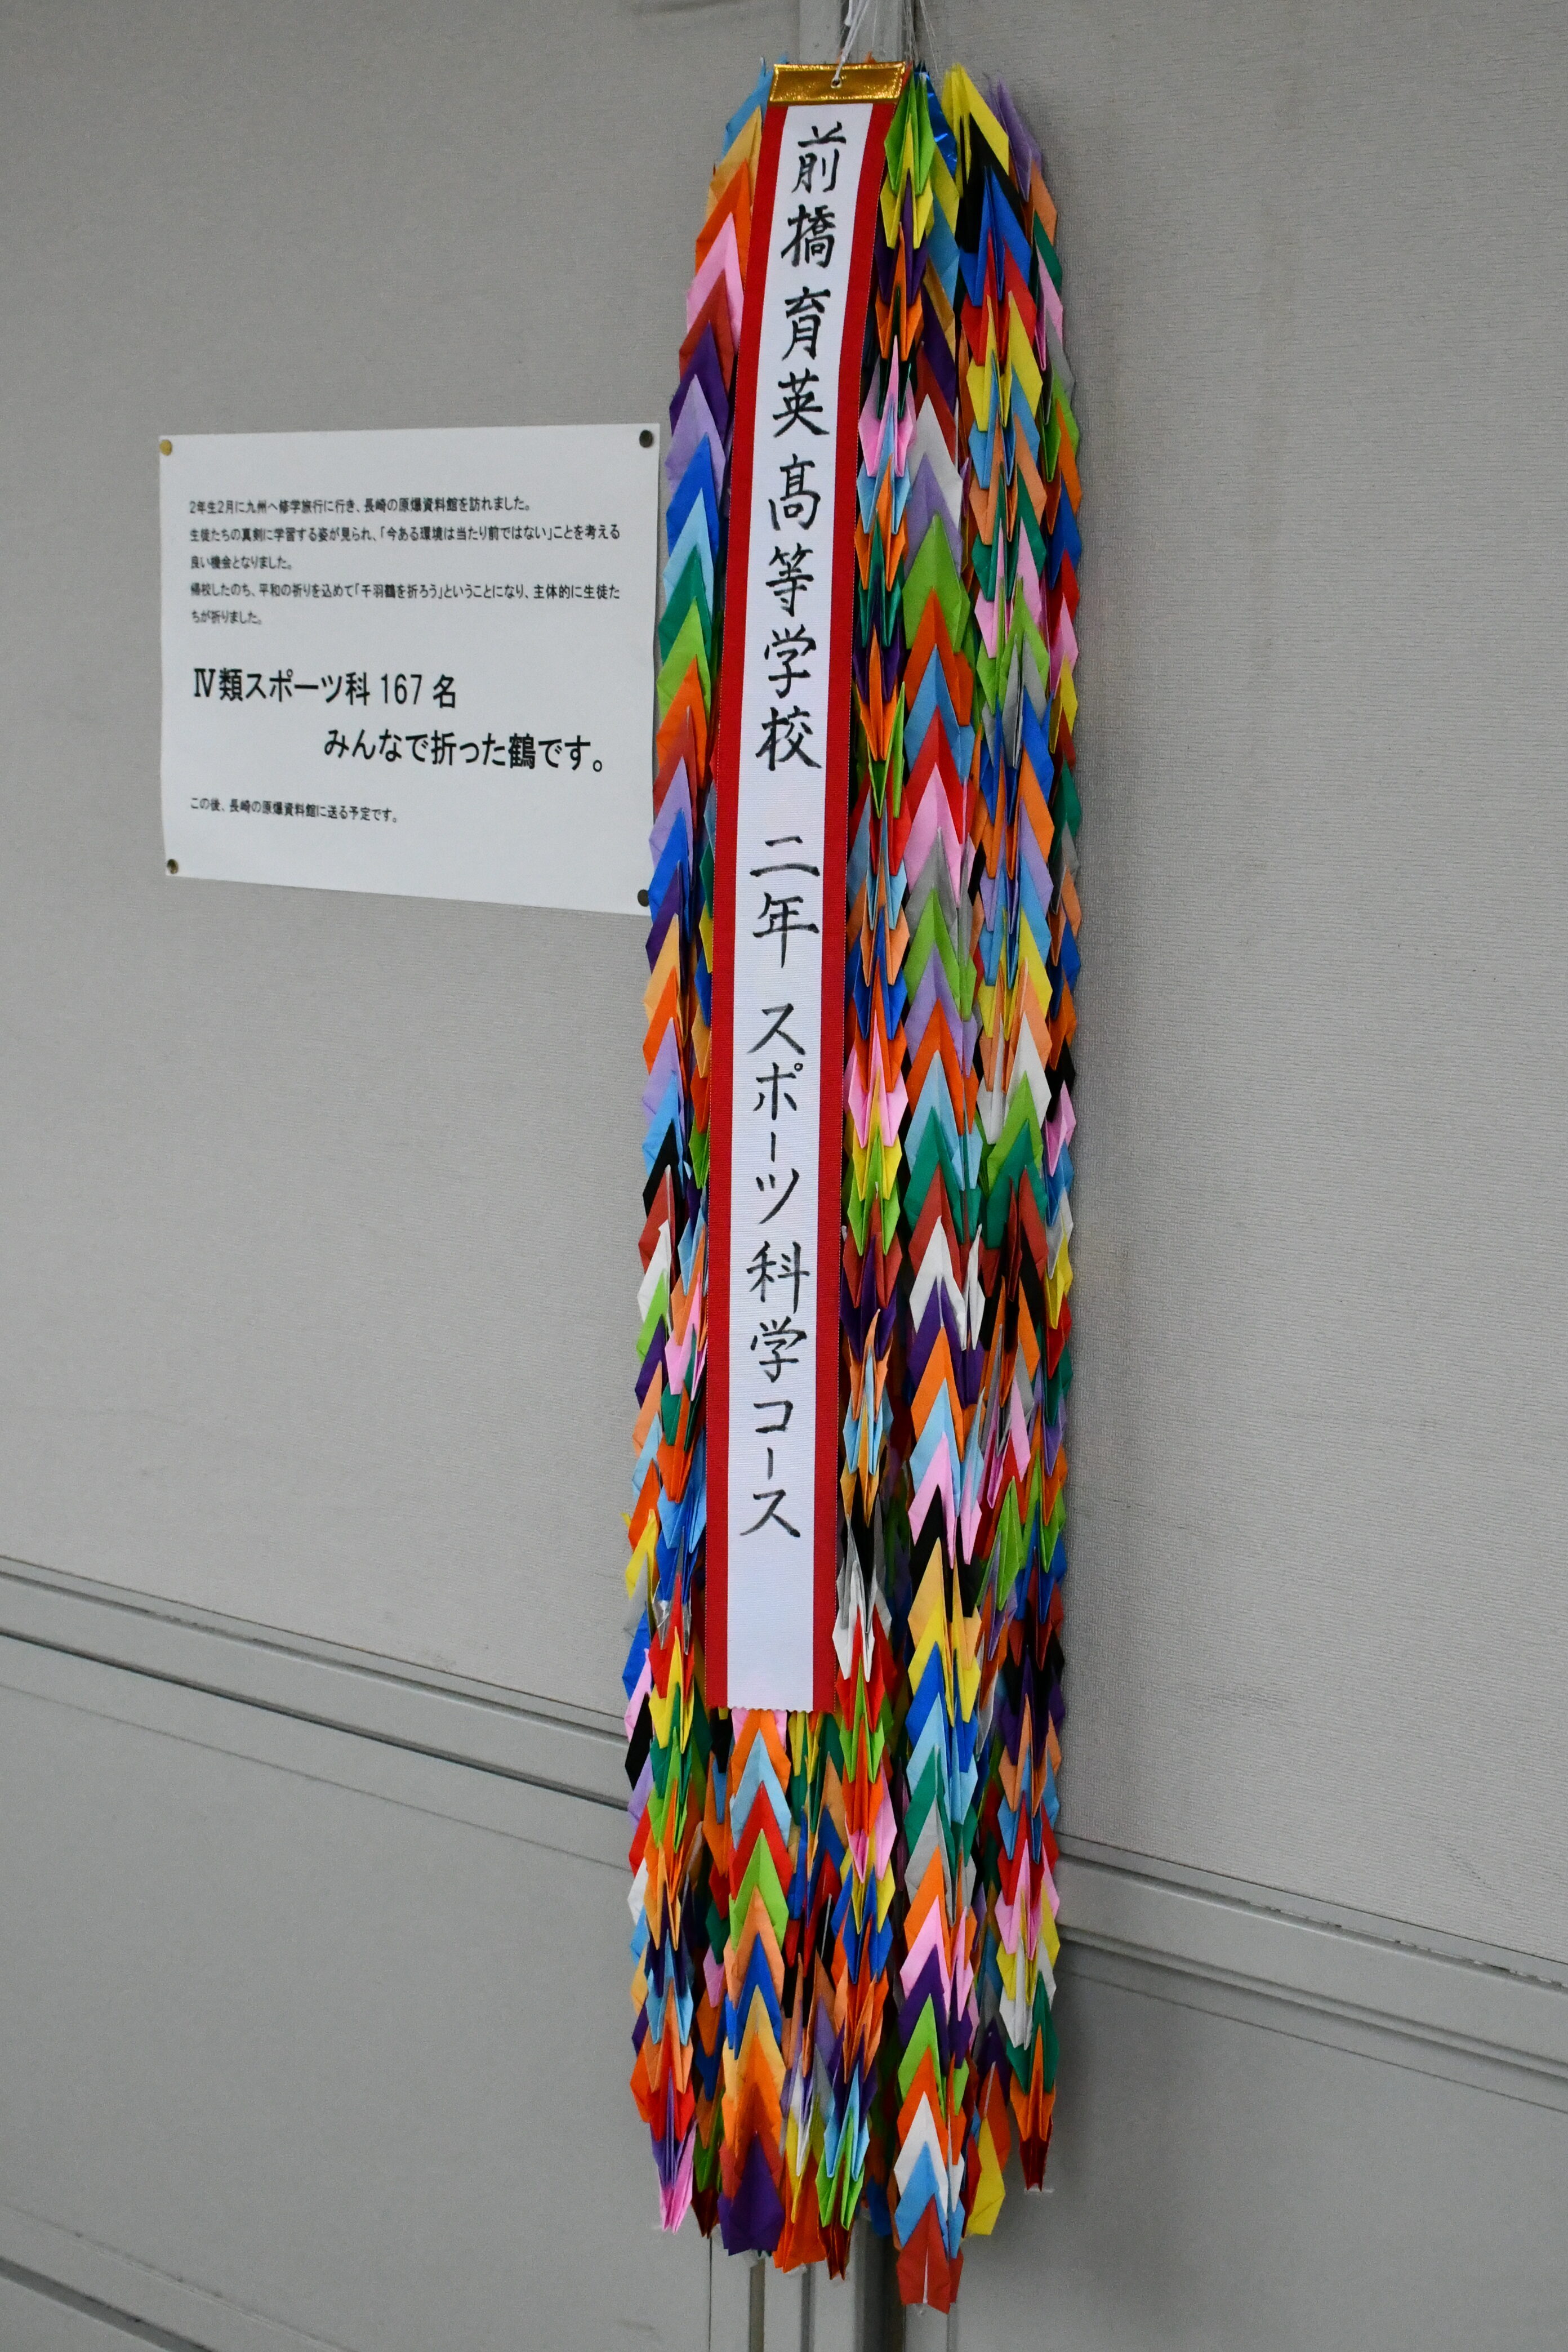 2年生2月に九州へ修学旅行に行き、長崎の原爆資料館を訪れました。
生徒たちの真剣に学習する姿が見られ、「今ある環境は当たり前ではない」ことを考える
良い機会となりました。
帰校したのち、平和の祈りを込めて「千羽鶴を折ろう」ということになり、主体的に生徒た
ちが折りました。
Ⅳ類スポーツ科 167 名
みんなで折った鶴です。
この後、長崎の原爆資料館に送る予定です。
前橋育英髙等学校 二年 スポーツ科学コース